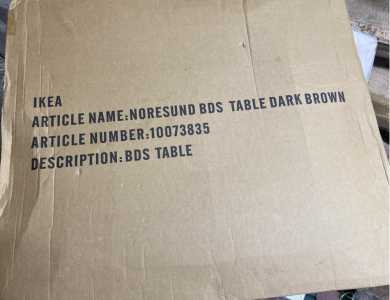 IKEA
ARTICLE NAME:NORESUND BDS TABLE DARK BROWN
ARTICLE NUMBER:10073835
DESCRIPTION:BDS TABLE